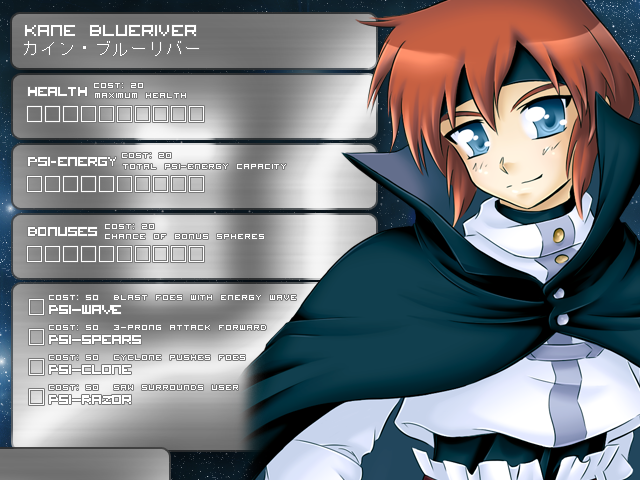 KANE BLUERIVER
カイン・ブルーリバー
HEALTH COST: 20
MAXIMUM HEALTH
PSI-ENERGY COST: 20
TOTAL PSI-ENERGY CAPACITY
BONUSES COST: 20
CHANCE OF BONUS SPHERES
COST: 50 BLAST FOES WITH ENERGY WAVE
PSI-WAVE
COST: 50 3-PRONG ATTACK FORWARD
PSI-SPEARS
COST: 50 CYCLONE PUSHES FOES
PSI-CLONE
COST: 50 SAW SURROUNDS USER
PSI-RAZOR